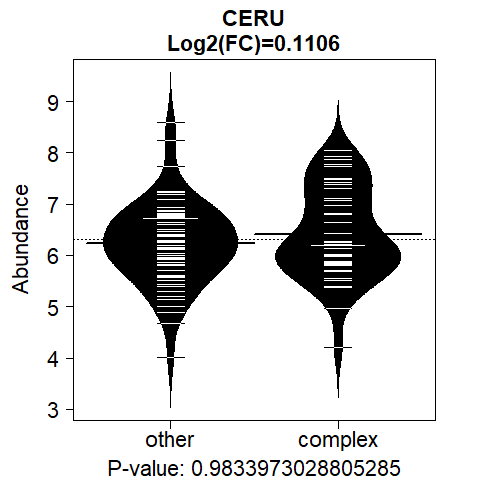 CERU
Log2(FC)=0.1106
Abundance
9
8
7
6
5
4
3
other complex
P-value: 0.9833973028805285